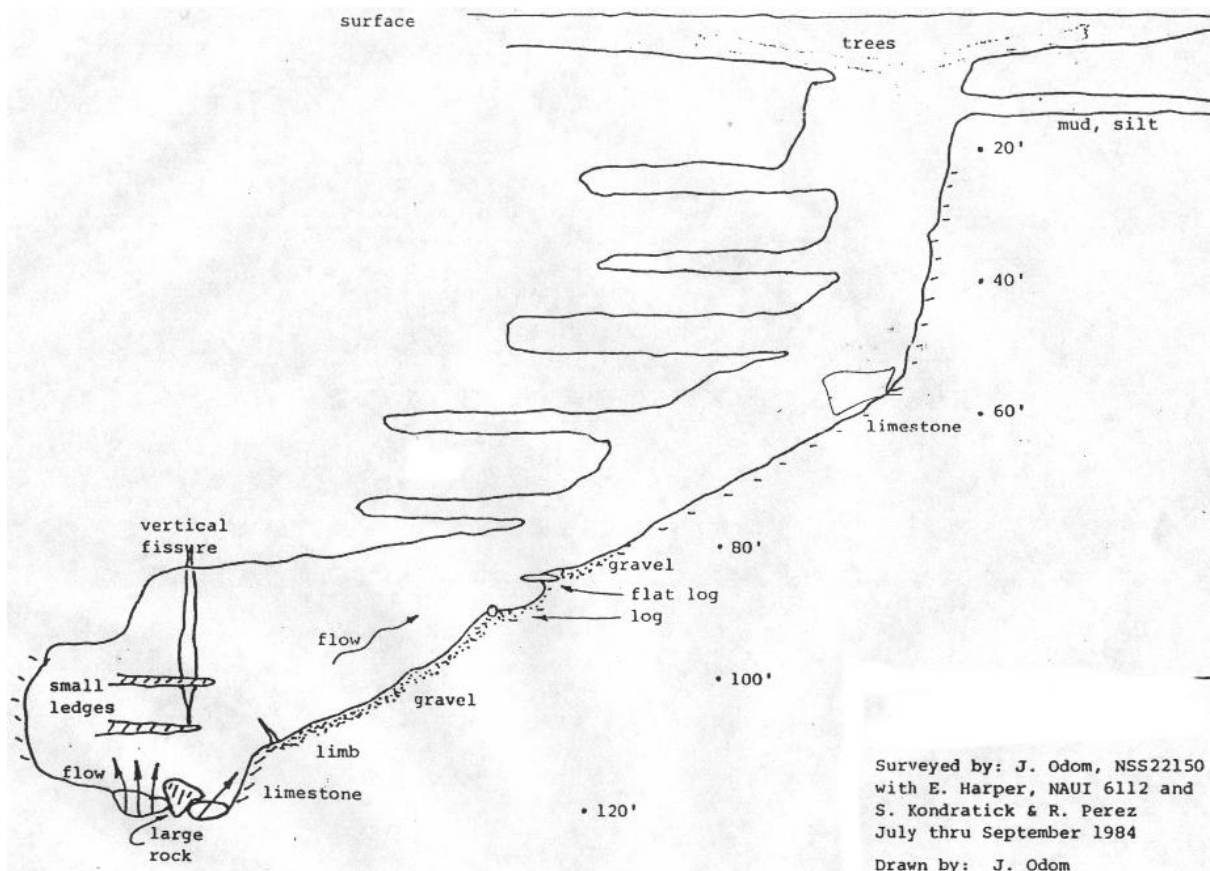 surface
trees
mud, silt
20'
40'
60'
limestone
vertical
fissure
80'
gravel
flat log
log
flow
100'
small
ledges
gravel
limb
flow
limestone
120'
large
rock
Surveyed by: J. Odom, NSS22150
with E. Harper, NAUI 6112 and
S. Kondratick & R. Perez
July thru September 1984
Drawn by: J. Odom